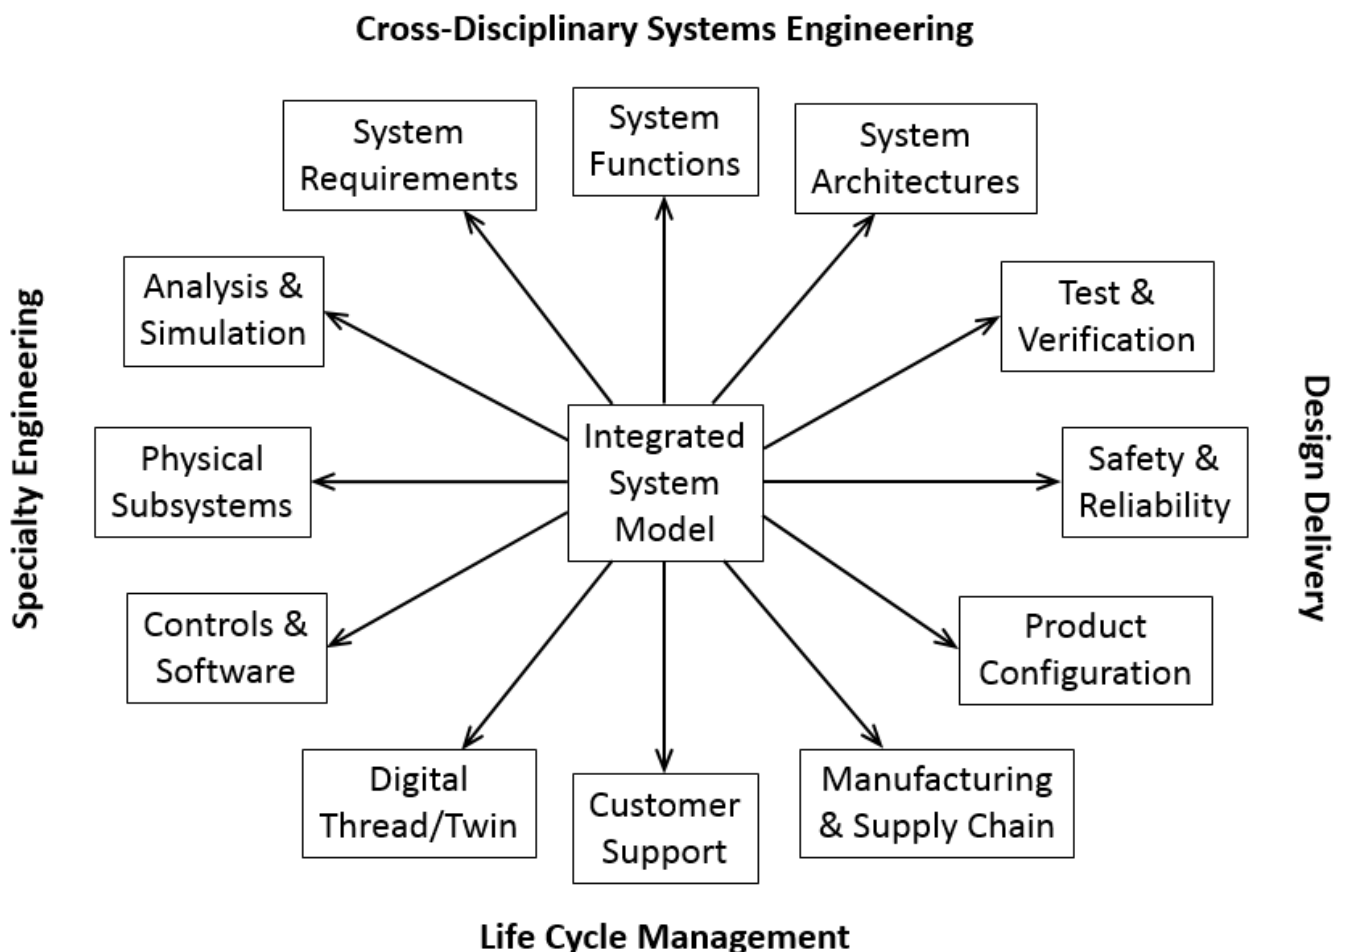 Cross-Disciplinary Systems Engineering
System
Requirements
System
Functions
System
Architectures
Analysis &
Simulation
Test &
Verification
Specialty Engineering
Physical
Subsystems
Integrated
System
Model
Safety &
Reliability
Design Delivery
Controls &
Software
Product
Configuration
Digital
Thread/Twin
Customer
Support
Manufacturing
& Supply Chain
Life Cycle Management